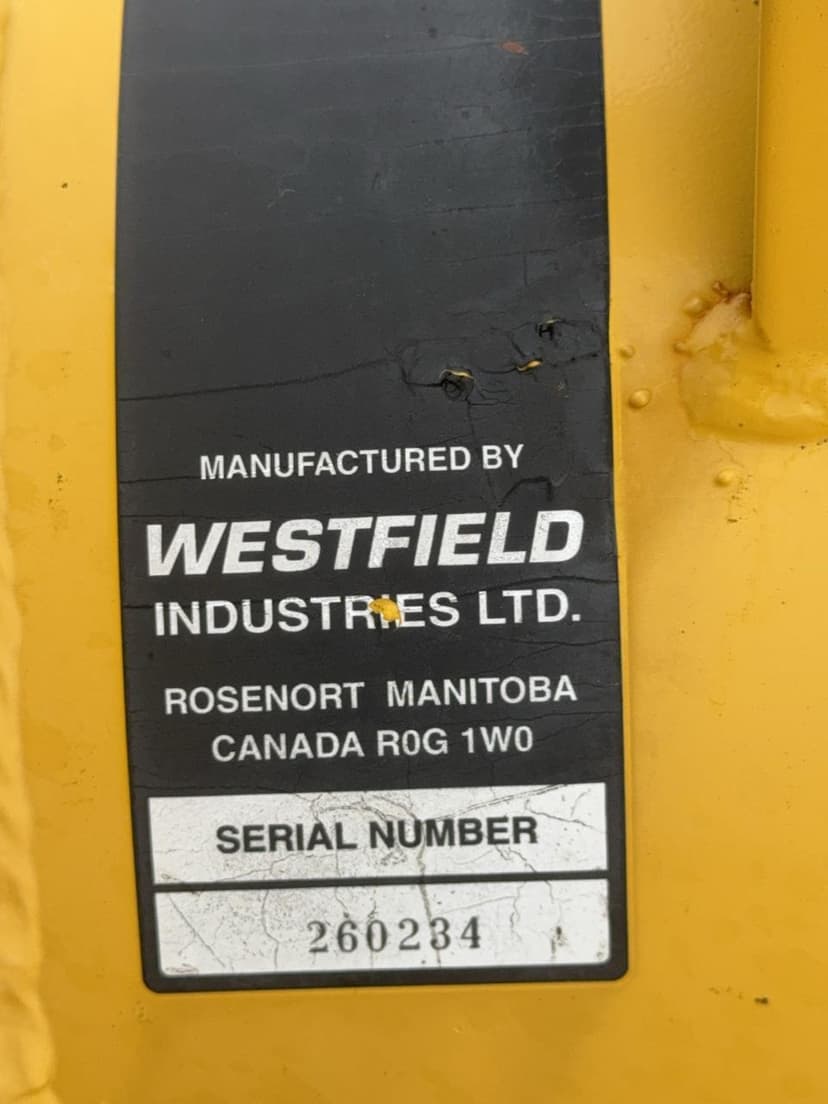 MANUFACTURED BY
WESTFIELD
INDUSTRIES LTD.
ROSENORT MANITOBA
CANADA R0G 1W0
SERIAL NUMBER
260234